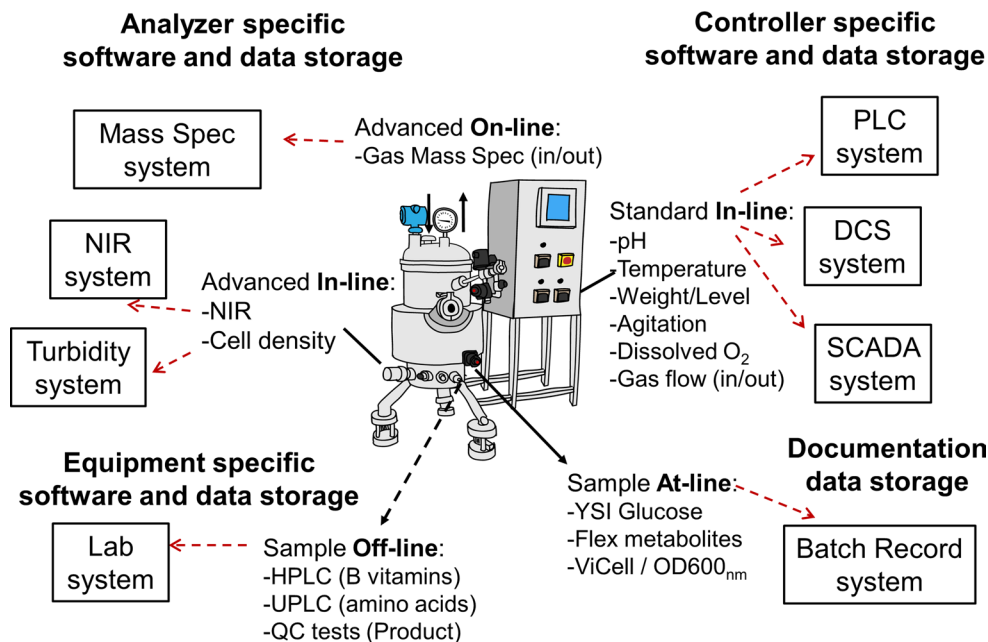 Analyzer specific
software and data storage
Controller specific
software and data storage
Mass Spec
system
Advanced On-line:
-Gas Mass Spec (in/out)
PLC
system
NIR
system
Advanced In-line:
-NIR
-Cell density
Turbidity
system
Standard In-line:
-pH
-Temperature
-Weight/Level
-Agitation
-Dissolved O₂
-Gas flow (in/out)
DCS
system
SCADA
system
Equipment specific
software and data storage
Lab
system
Sample Off-line:
-HPLC (B vitamins)
-UPLC (amino acids)
-QC tests (Product)
Sample At-line:
-YSI Glucose
-Flex metabolites
-ViCell / OD600nm
Documentation
data storage
Batch Record
system